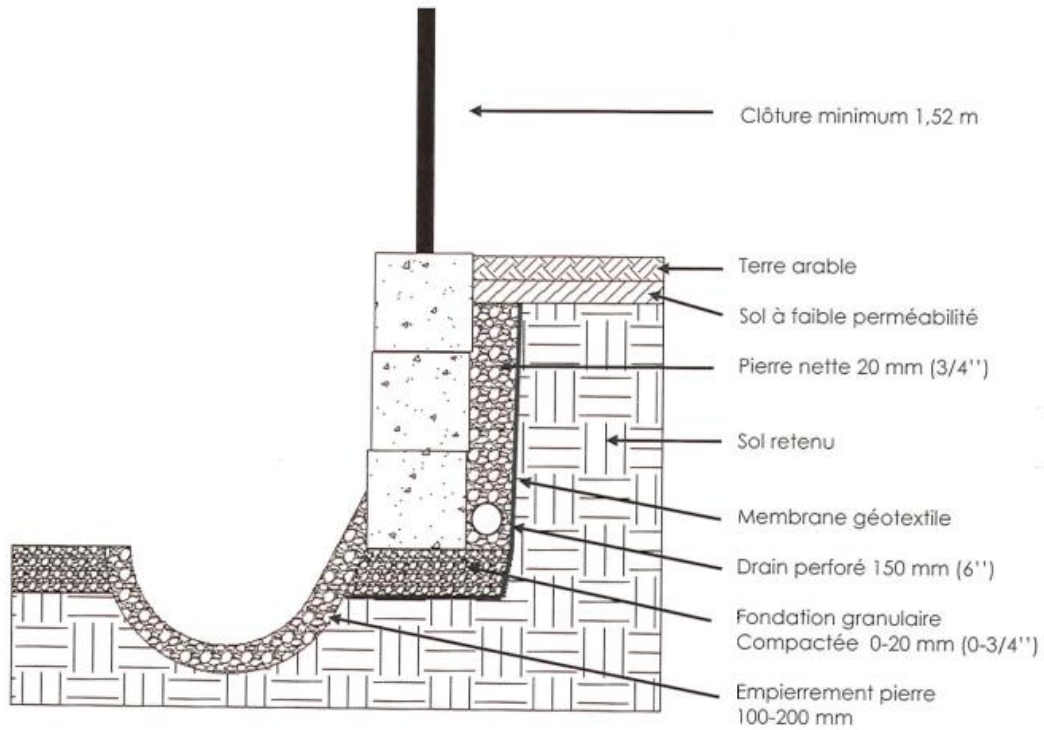 Clôture minimum 1,52 m
Terre arable
Sol à faible perméabilité
Pierre nette 20 mm (3/4'')
Sol retenu
Membrane géotextile
Drain perforé 150 mm (6'')
Fondation granulaire
Compactée 0-20 mm (0-3/4'')
Empierrement pierre
100-200 mm